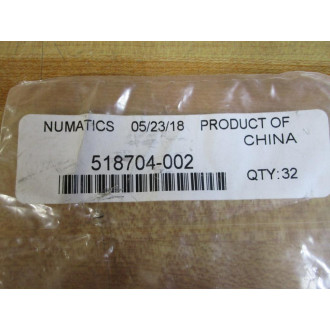 NUMATICS 05/23/18 PRODUCT OF
CHINA
518704-002
QTY:32